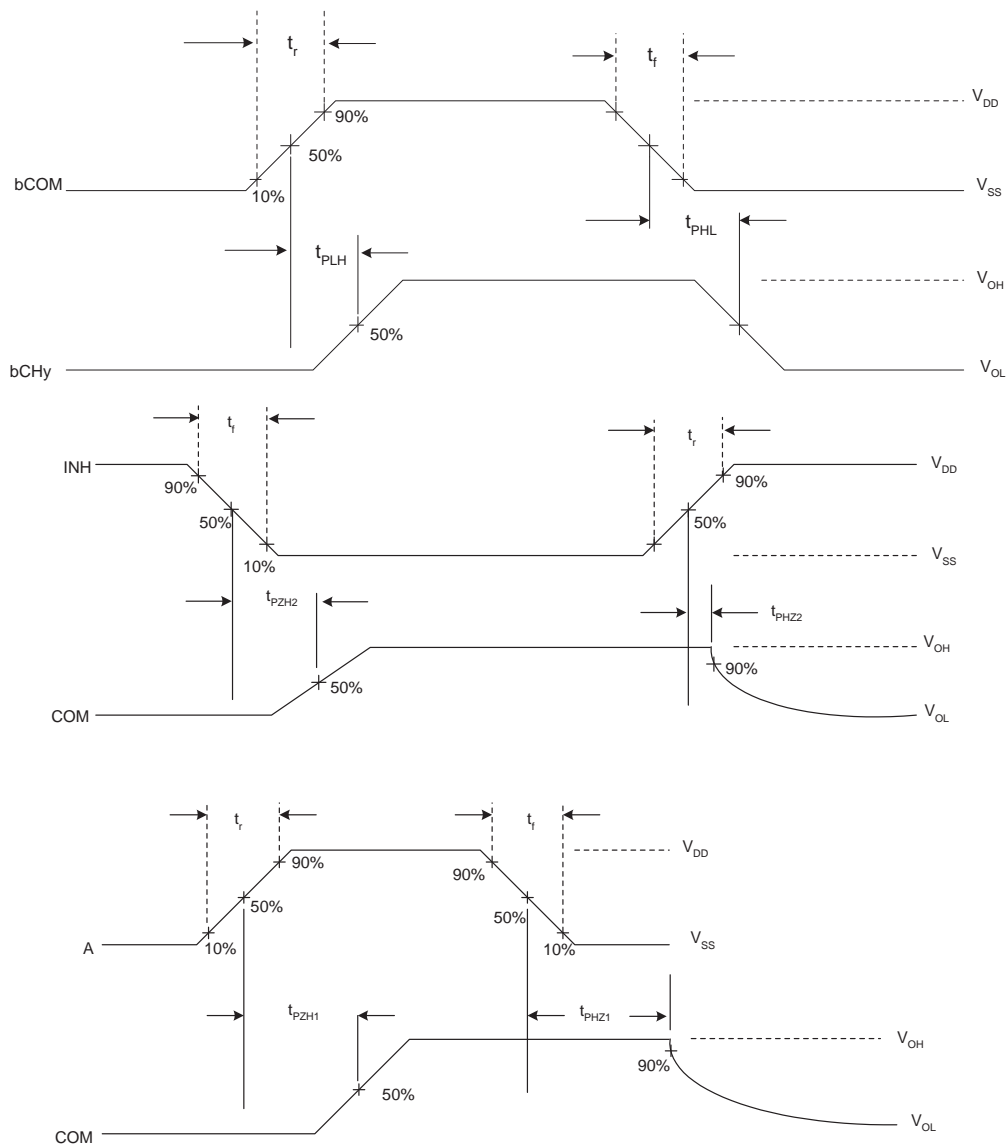 tr
tf
VDD
90%
50%
bCOM
10%
VSS
tPLH
tPHL
VOH
50%
bCHy
VOL
tf
tr
INH
VDD
90%
90%
50%
50%
10%
VSS
tPZH2
tPHZ2
VOH
90%
50%
COM
VOL
tr
tf
VDD
90%
90%
50%
50%
A
10%
10%
VSS
tPZH1
tPHZ1
VOH
90%
50%
COM
VOL